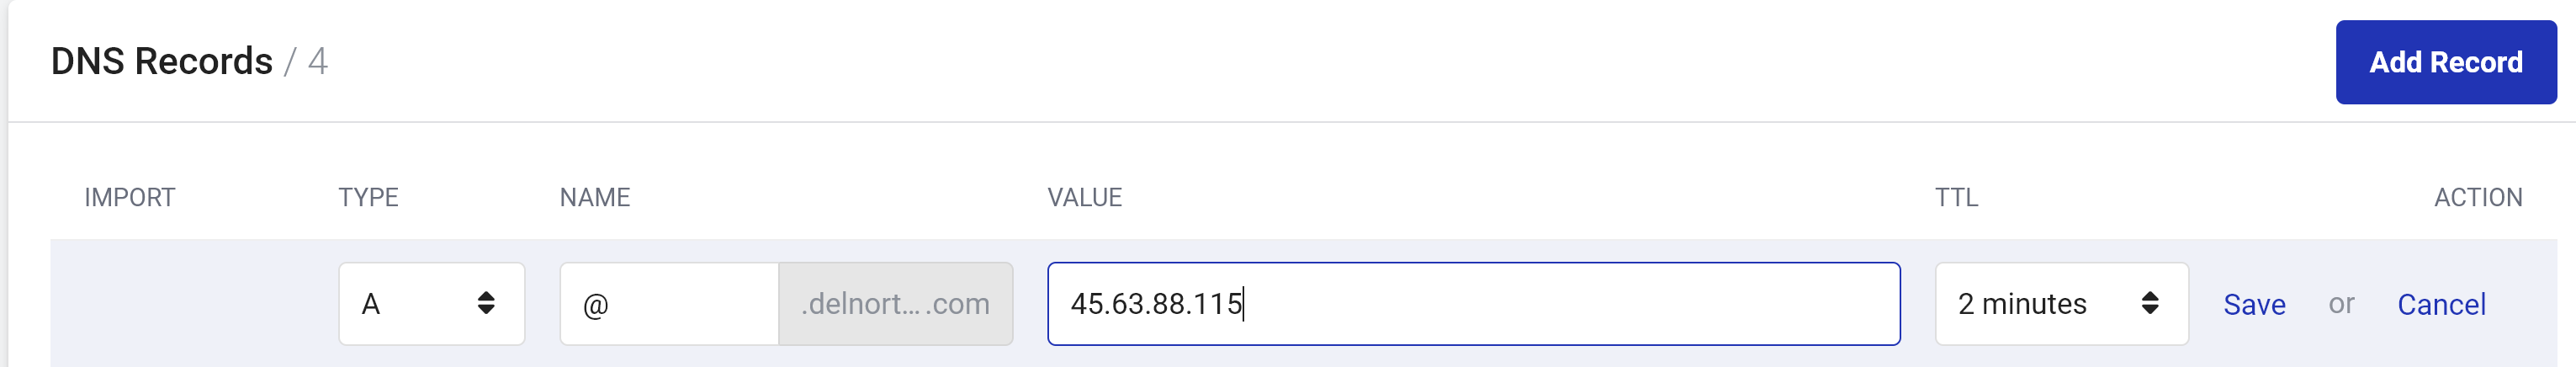 DNS Records / 4
Add Record
IMPORT TYPE NAME VALUE TTL ACTION
A @ .delnort... .com 45.63.88.115 2 minutes Save or Cancel